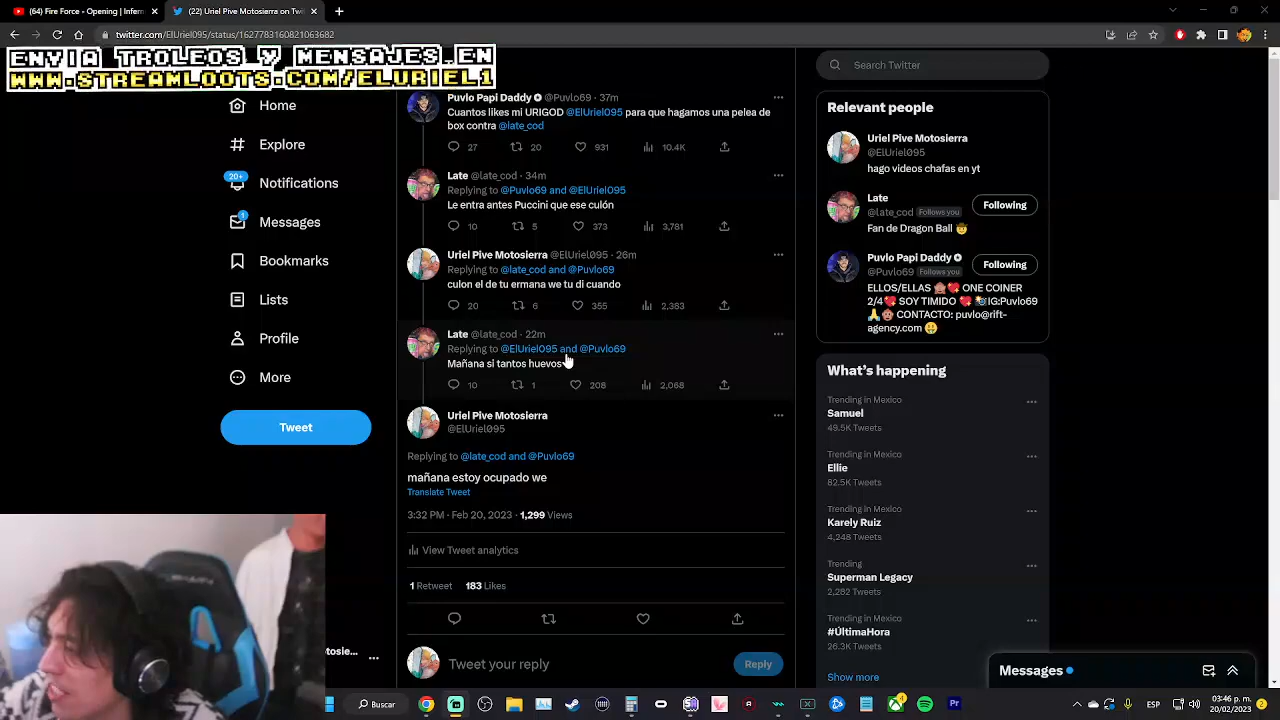 (64) Fire Force - Opening | Infern
(22) Uriel Pive Motosierra on Twi
twitter.com/ElUriel095/status/1627783160821063682
ENVIA TROLEOS Y MENSAJES EN
WWW.STREAMLOOTS.COM/ELURIEL1
Home
Explore
20+
Notifications
1
Messages
Bookmarks
Lists
Profile
More
Tweet
Puvlo Papi Daddy @Puvlo69 · 37m
Cuantos likes mi URIGOD @ElUriel095 para que hagamos una pelea de
box contra @late_cod
27 20 931 10.4K
Late @late_cod · 34m
Replying to @Puvlo69 and @ElUriel095
Le entra antes Puccini que ese culón
10 5 373 3,781
Uriel Pive Motosierra @ElUriel095 · 26m
Replying to @late_cod and @Puvlo69
culon el de tu ermana we tu di cuando
20 6 355 2,363
Late @late_cod · 22m
Replying to @ElUriel095 and @Puvlo69
Mañana si tantos huevos
10 1 208 2,068
Uriel Pive Motosierra
@ElUriel095
Replying to @late_cod and @Puvlo69
mañana estoy ocupado we
Translate Tweet
3:32 PM · Feb 20, 2023 · 1,299 Views
View Tweet analytics
1 Retweet 183 Likes
Tweet your reply
Reply
Search Twitter
Relevant people
Uriel Pive Motosierra
@ElUriel095
hago videos chafas en yt
Late
@late_cod Follows you
Following
Fan de Dragon Ball 🤠
Puvlo Papi Daddy
@Puvlo69 Follows you
Following
ELLOS/ELLAS 🙈💖 ONE COINER
2/4💖 SOY TIMIDO 💖 📸IG:Puvlo69
🙏🙊 CONTACTO: puvlo@rift-
agency.com 😃
What's happening
Trending in Mexico
Samuel
49.5K Tweets
Trending in Mexico
Ellie
82.5K Tweets
Trending in Mexico
Karely Ruiz
4,248 Tweets
Trending
Superman Legacy
2,282 Tweets
Trending in Mexico
#ÚltimaHora
26.3K Tweets
Show more
Messages
tosie...
Buscar
ESP
03:46 p. m.
20/02/2023
2